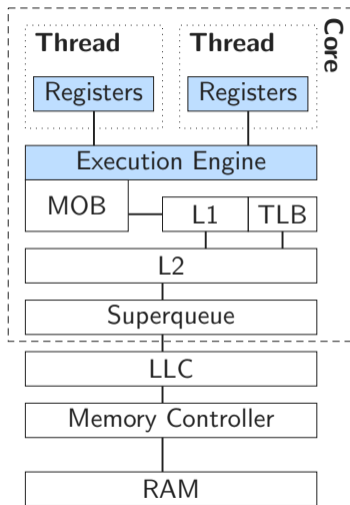 Thread Thread
Core
Registers Registers
Execution Engine
MOB
L1 TLB
L2
Superqueue
LLC
Memory Controller
RAM